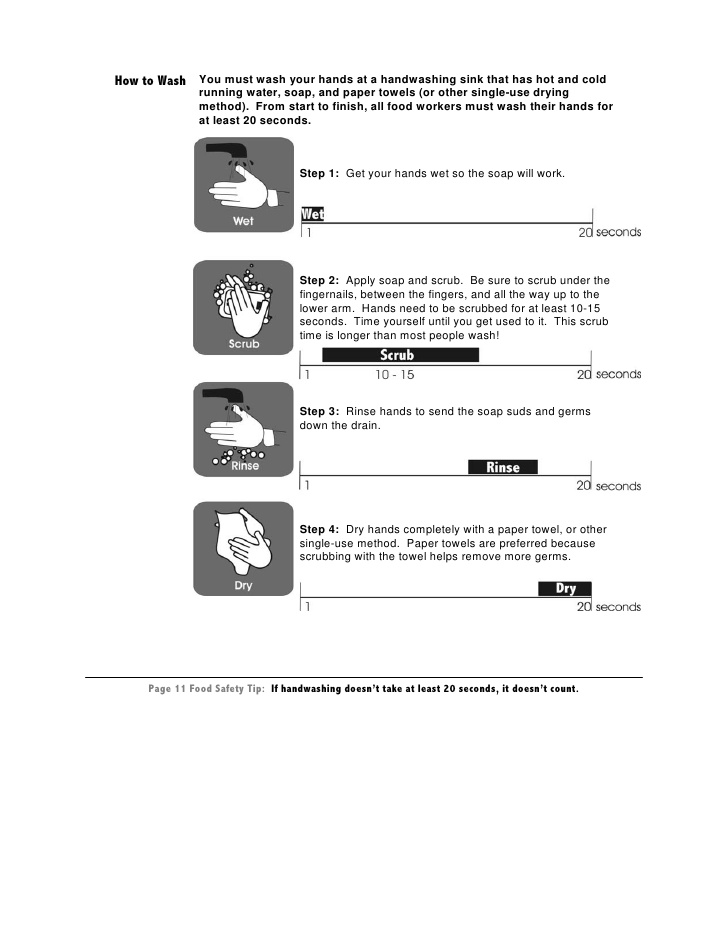 How to Wash
You must wash your hands at a handwashing sink that has hot and cold
running water, soap, and paper towels (or other single-use drying
method). From start to finish, all food workers must wash their hands for
at least 20 seconds.
Wet
Step 1: Get your hands wet so the soap will work.
Wet
1 20 seconds
Scrub
Step 2: Apply soap and scrub. Be sure to scrub under the
fingernails, between the fingers, and all the way up to the
lower arm. Hands need to be scrubbed for at least 10-15
seconds. Time yourself until you get used to it. This scrub
time is longer than most people wash!
Scrub
1 10 - 15 20 seconds
Rinse
Step 3: Rinse hands to send the soap suds and germs
down the drain.
Rinse
1 20 seconds
Dry
Step 4: Dry hands completely with a paper towel, or other
single-use method. Paper towels are preferred because
scrubbing with the towel helps remove more germs.
Dry
1 20 seconds
Page 11 Food Safety Tip: If handwashing doesn't take at least 20 seconds, it doesn't count.